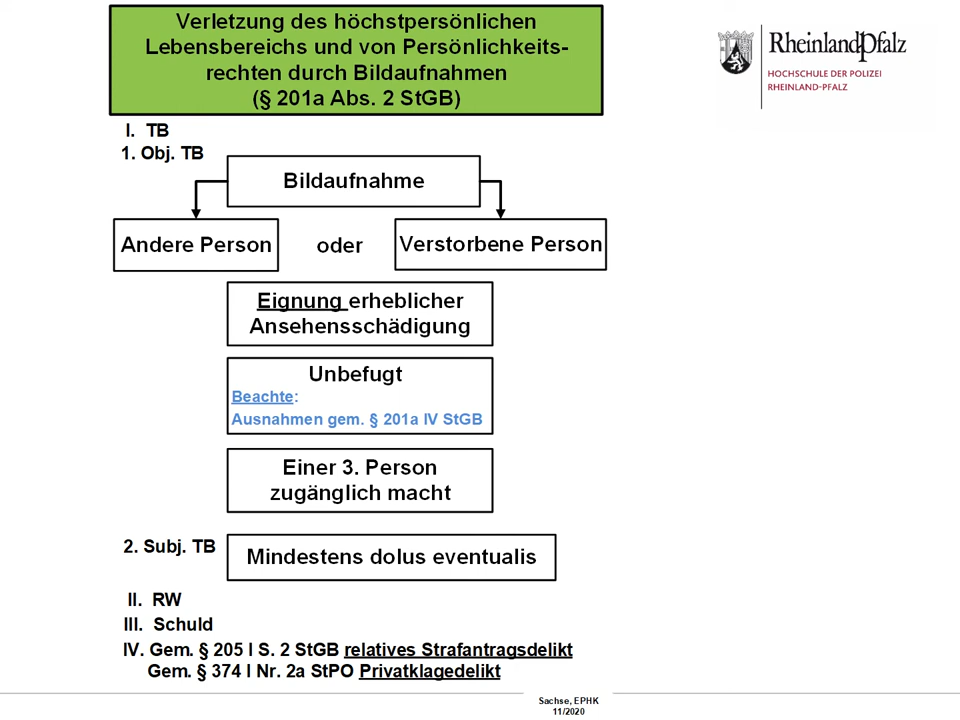 Verletzung des höchstpersönlichen
Lebensbereichs und von Persönlichkeits-
rechten durch Bildaufnahmen
(§ 201a Abs. 2 StGB)
RheinlandPfalz
HOCHSCHULE DER POLIZEI
RHEINLAND-PFALZ
I. TB
1. Obj. TB
Bildaufnahme
Andere Person
oder
Verstorbene Person
Eignung erheblicher
Ansehensschädigung
Unbefugt
Beachte:
Ausnahmen gem. § 201a IV StGB
Einer 3. Person
zugänglich macht
2. Subj. TB
Mindestens dolus eventualis
II. RW
III. Schuld
IV. Gem. § 205 I S. 2 StGB relatives Strafantragsdelikt
Gem. § 374 I Nr. 2a StPO Privatklagedelikt
Sachse, EPHK
11/2020